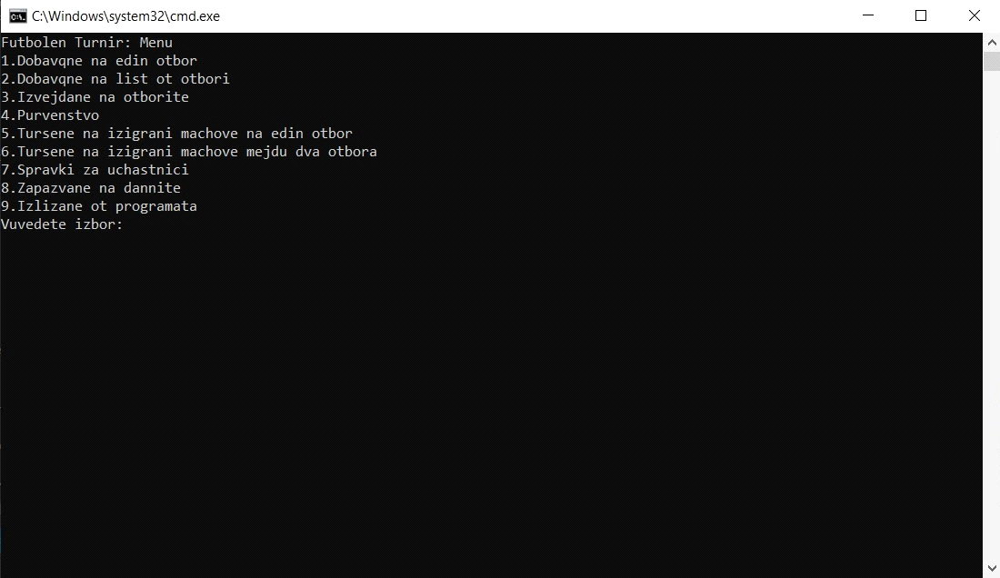 C:\Windows\system32\cmd.exe
Futbolen Turnir: Menu
1.Dobavqne na edin otbor
2.Dobavqne na list ot otbori
3.Izvejdane na otborite
4.Purvenstvo
5.Tursene na izigrani machove na edin otbor
6.Tursene na izigrani machove mejdu dva otbora
7.Spravki za uchastnici
8.Zapazvane na dannite
9.Izlizane ot programata
Vuvedete izbor: